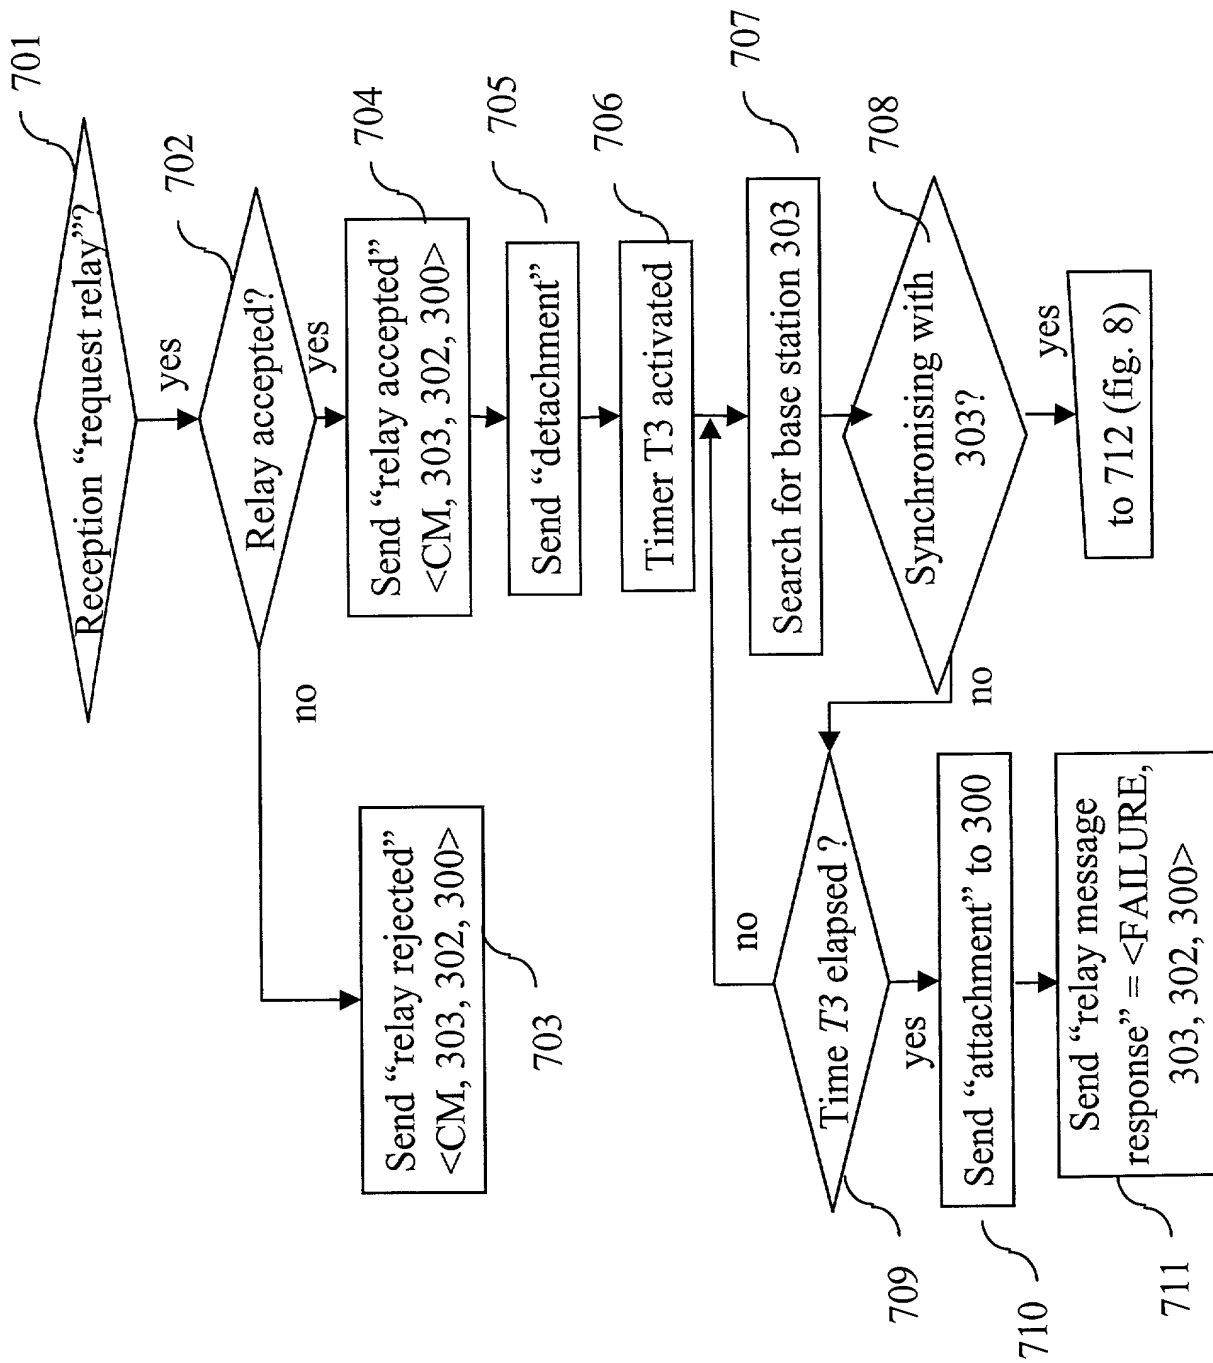 701
Reception “request relay”?
yes
702
Relay accepted?
yes
no
704
Send “relay accepted”
<CM, 303, 302, 300>
Send “relay rejected”
<CM, 303, 302, 300>
703
705
Send “detachment”
706
Timer T3 activated
707
Search for base station 303
708
Synchronising with
303?
no
yes
to 712 (fig. 8)
Time T3 elapsed ?
no
yes
709
Send “attachment” to 300
710
Send “relay message
response” = <FAILURE,
303, 302, 300>
711